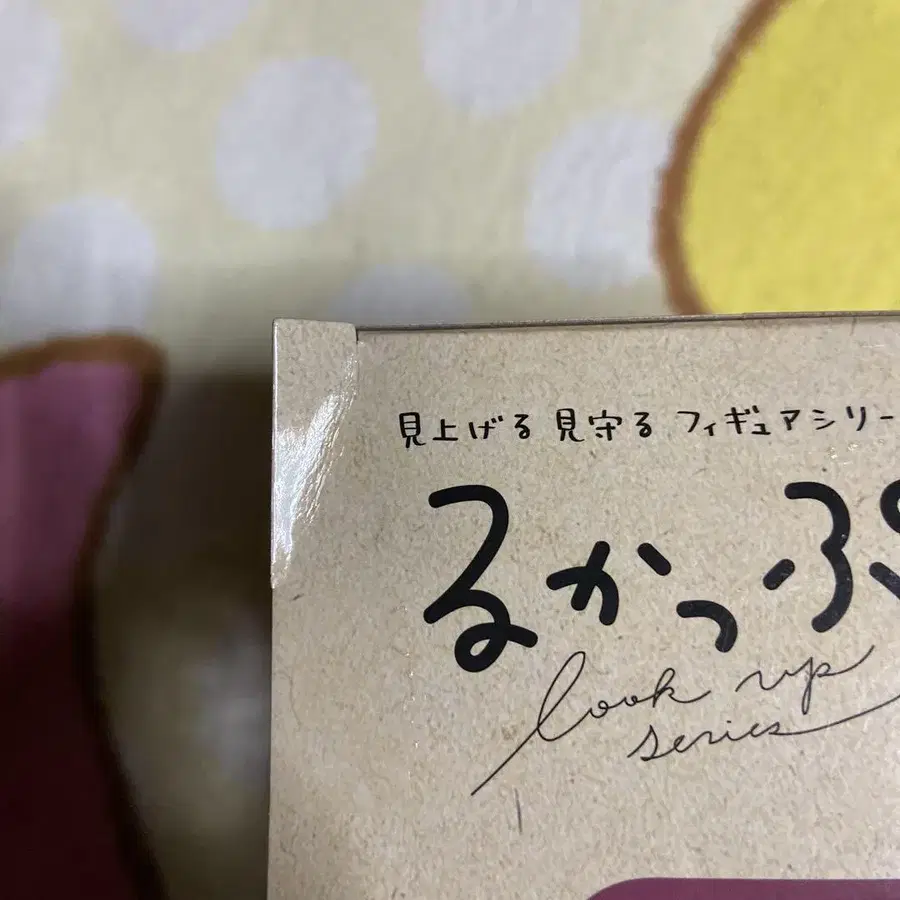 見上げる 見守る フィギュアシリー
るかっぷ
look up
series